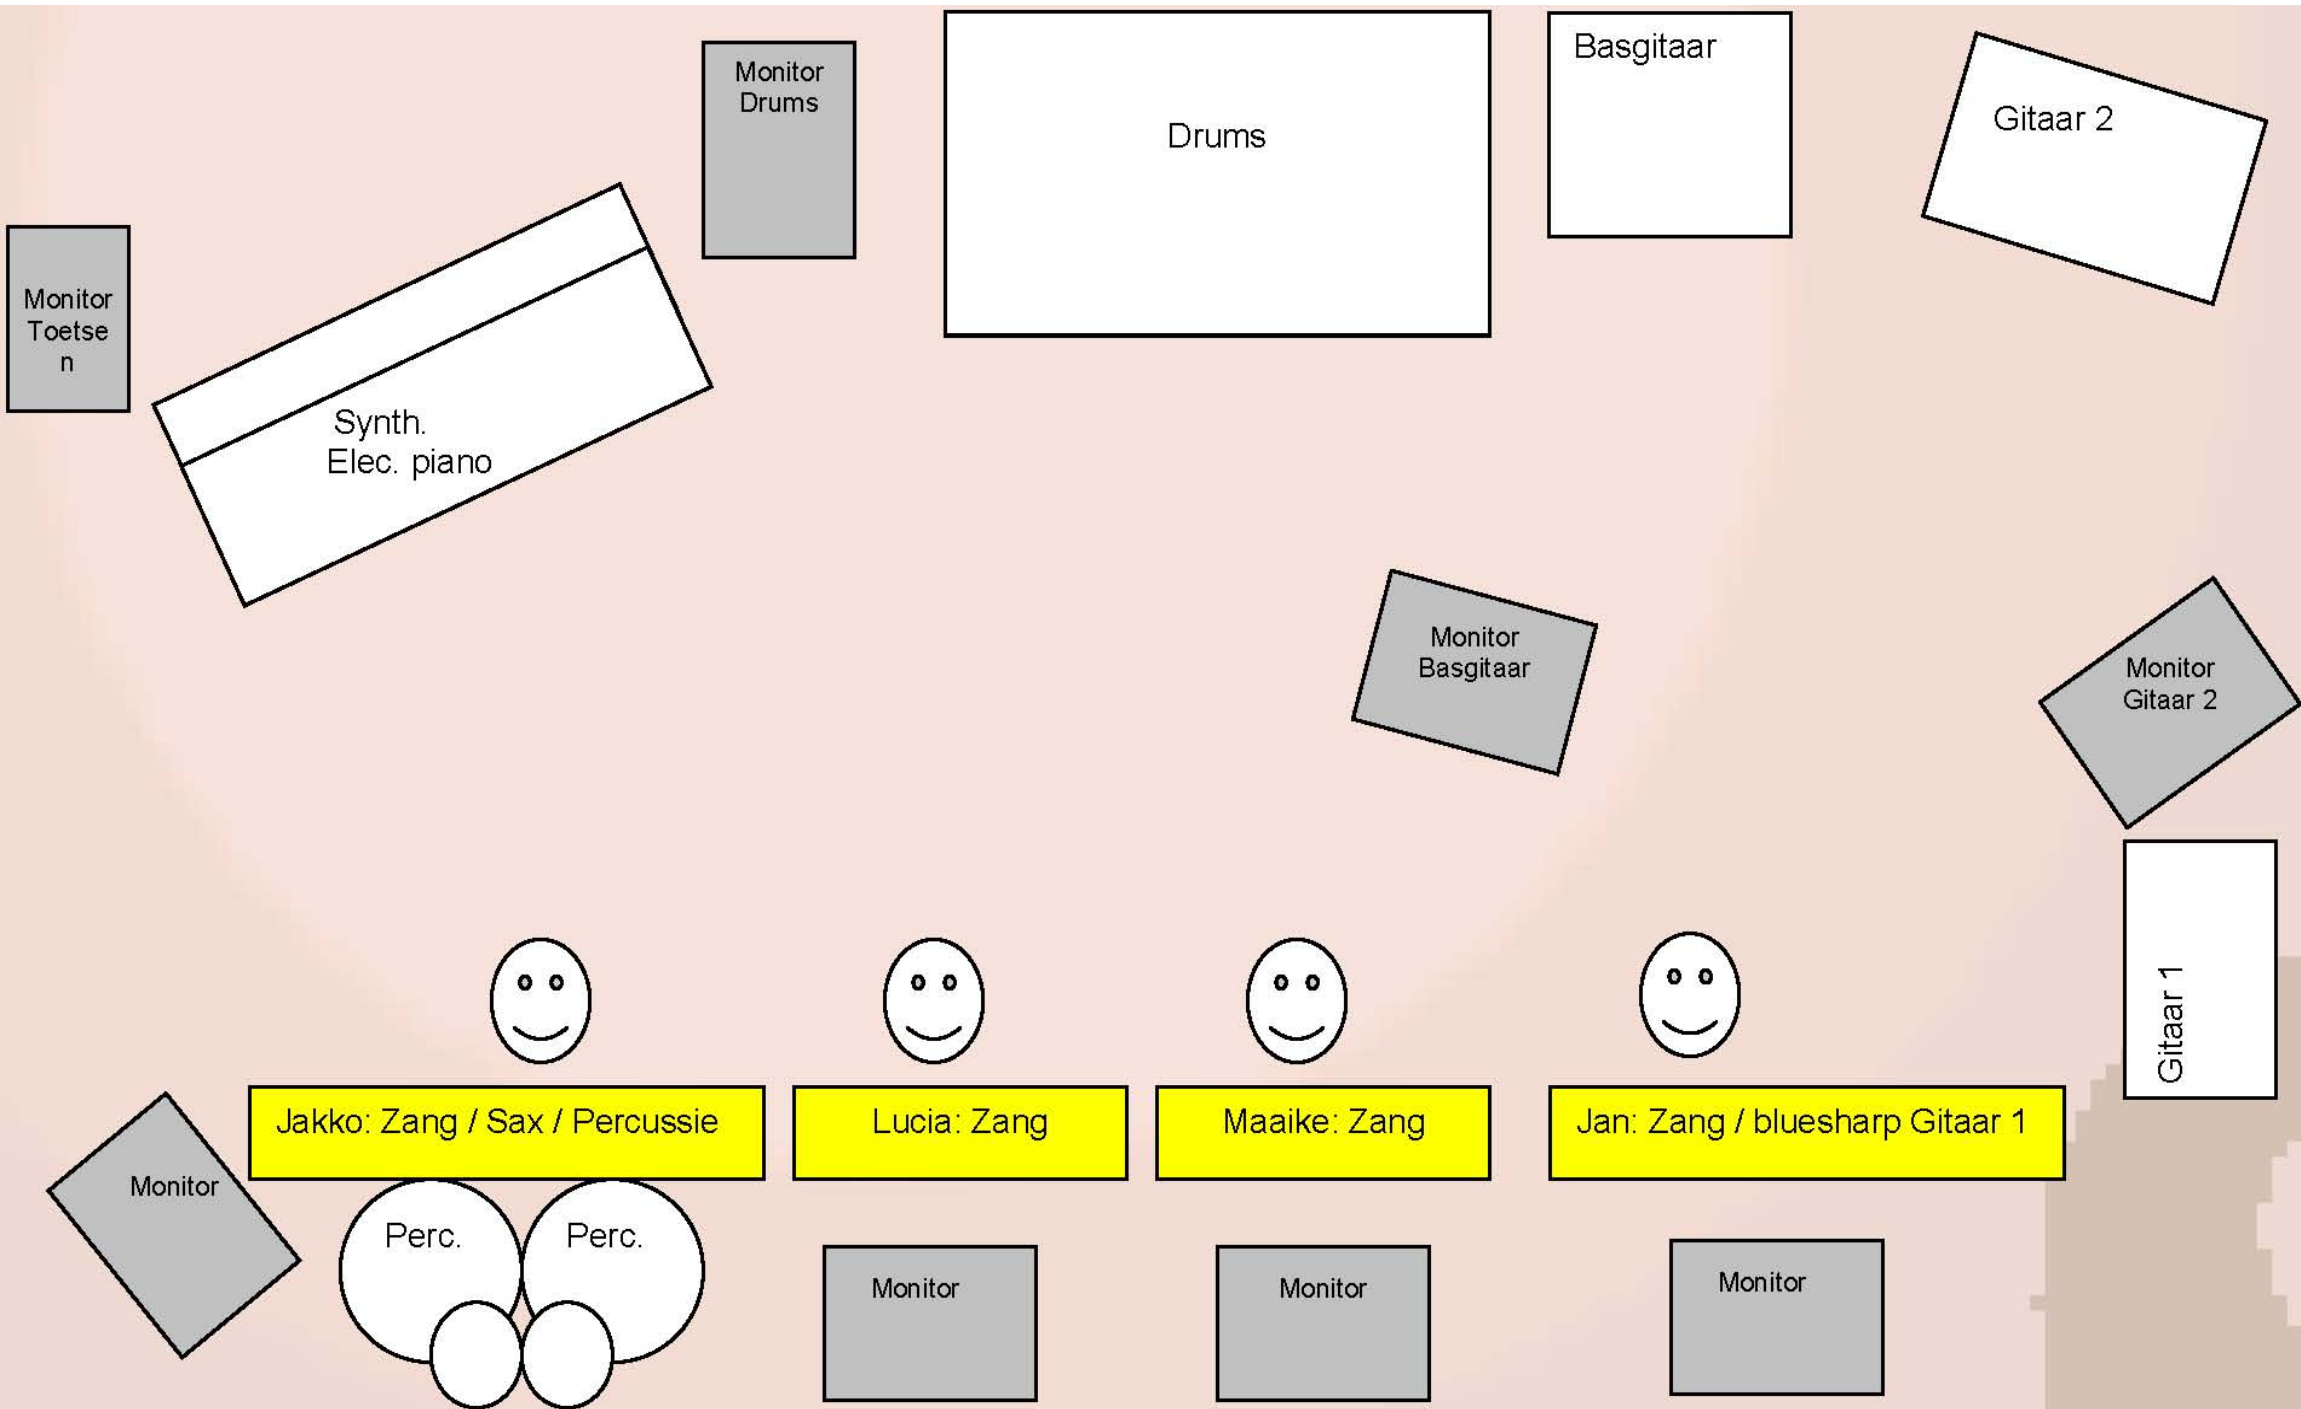 Monitor
Drums
Drums
Basgitaar
Gitaar 2
Monitor
Toetse
n
Synth.
Elec. piano
Monitor
Basgitaar
Monitor
Gitaar 2
Gitaar 1
Jakko: Zang / Sax / Percussie
Lucia: Zang
Maaike: Zang
Jan: Zang / bluesharp Gitaar 1
Monitor
Perc.
Perc.
Monitor
Monitor
Monitor